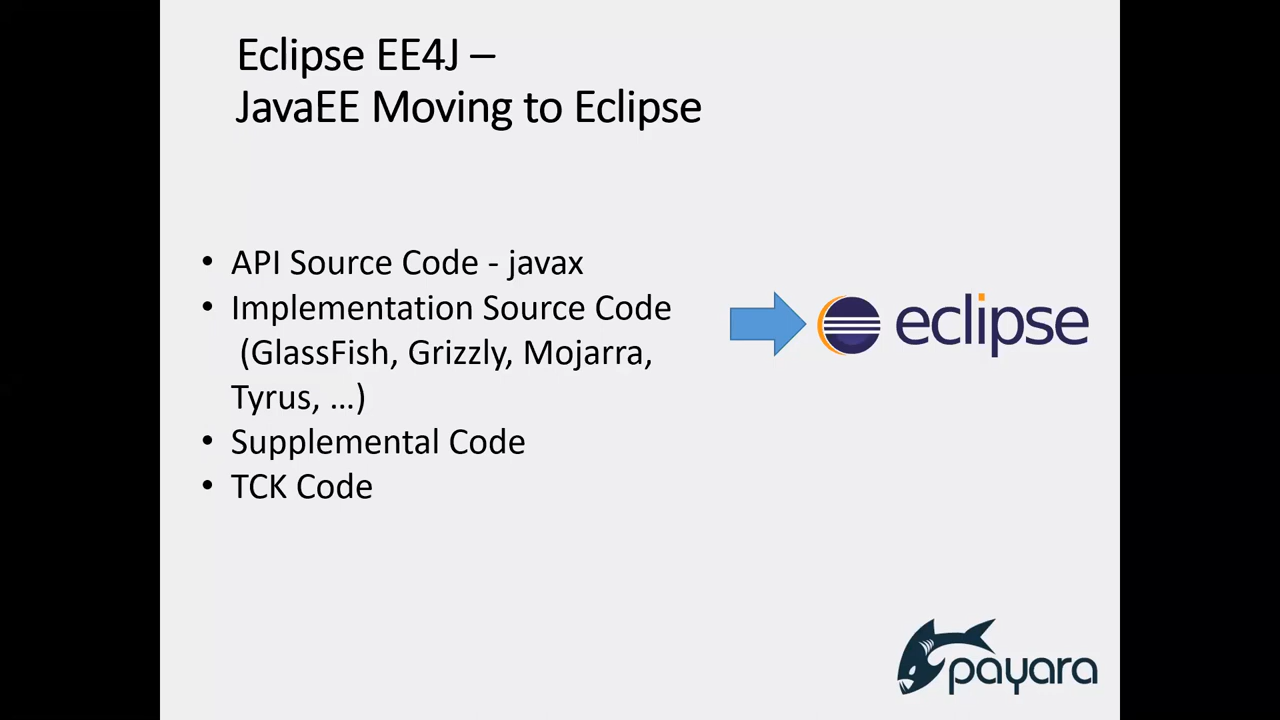 Eclipse EE4J –
JavaEE Moving to Eclipse
• API Source Code - javax
• Implementation Source Code
(GlassFish, Grizzly, Mojarra,
Tyrus, ...)
• Supplemental Code
• TCK Code
eclipse
payara